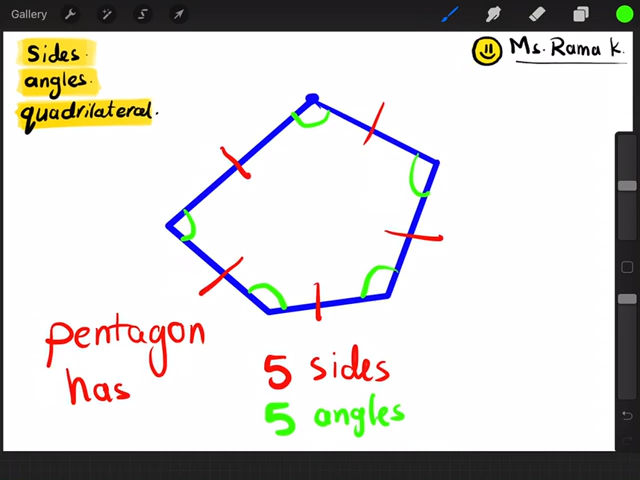 Gallery
Sides.
angles.
quadrilateral.
Ms. Rama K.
pentagon
has
5 sides
5 angles